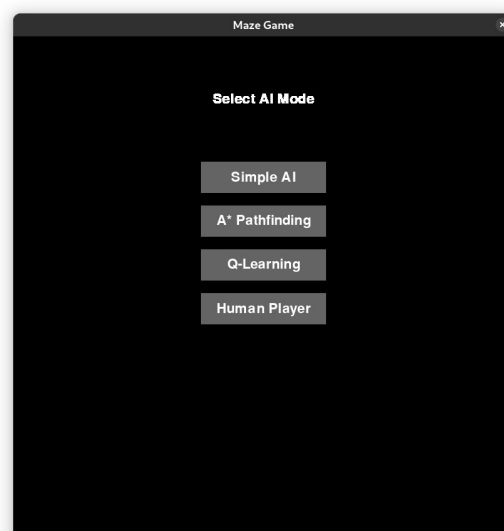 Maze Game
Select AI Mode
Simple AI
A* Pathfinding
Q-Learning
Human Player